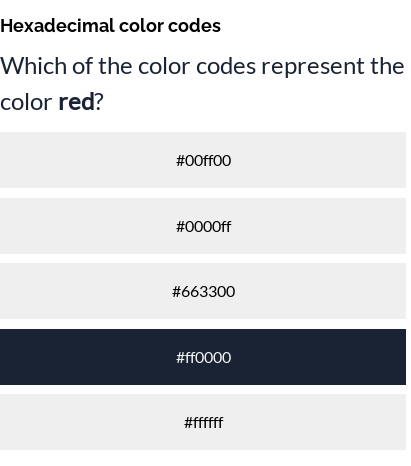 Hexadecimal color codes
Which of the color codes represent the
color red?
#00ff00
#0000ff
#663300
#ff0000
#ffffff